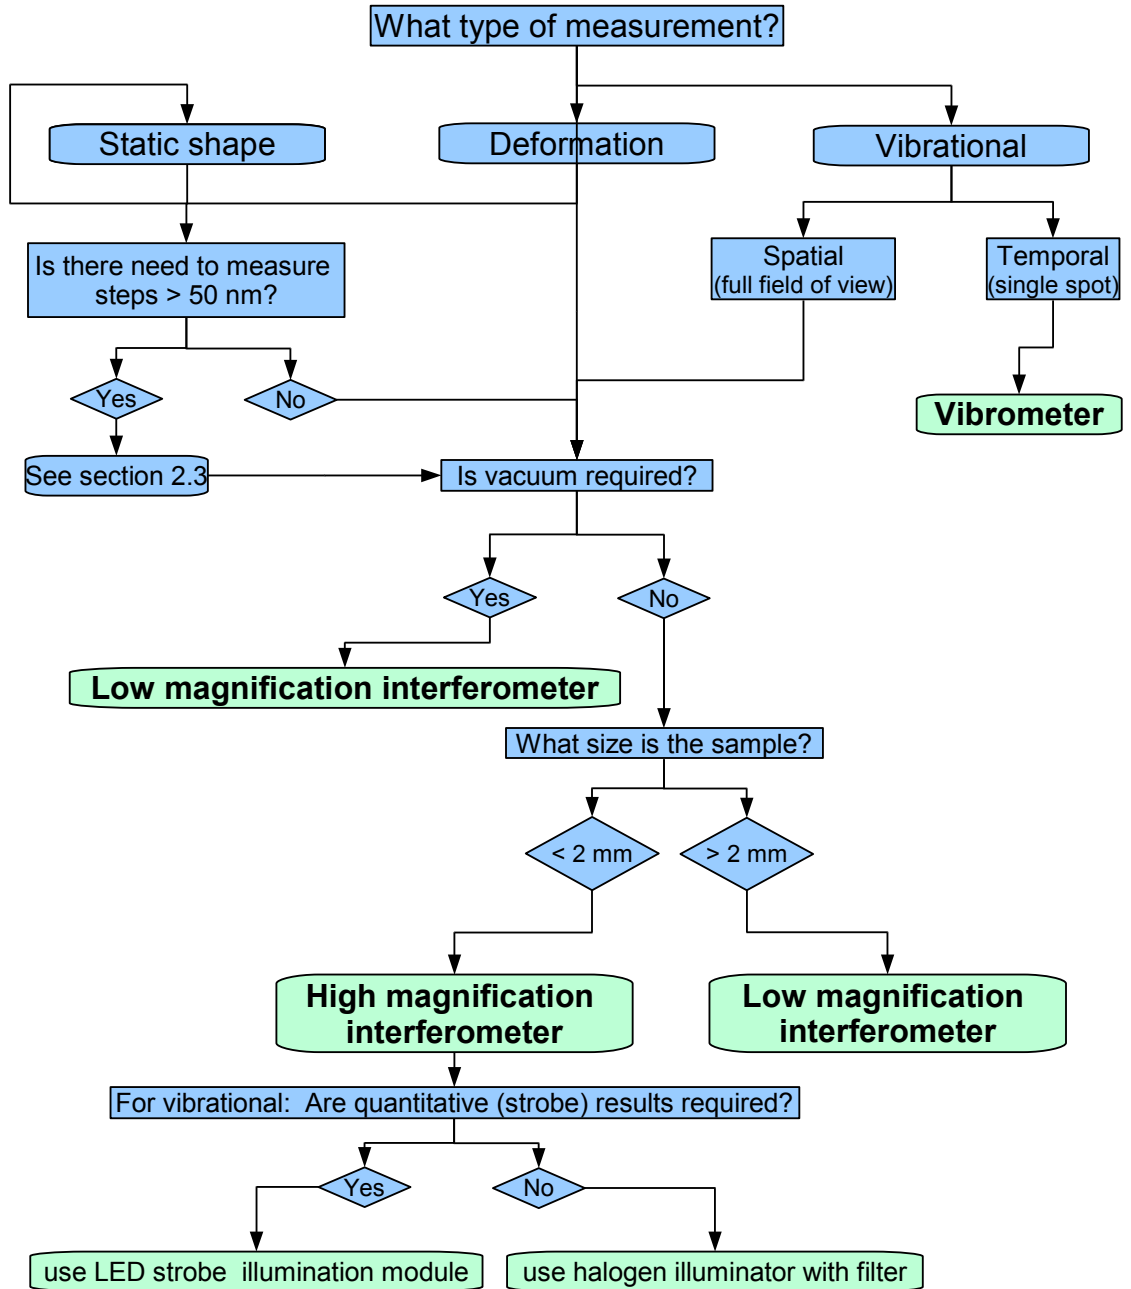 What type of measurement?
Static shape
Deformation
Vibrational
Is there need to measure
steps > 50 nm?
Spatial
(full field of view)
Temporal
(single spot)
Yes
No
Vibrometer
See section 2.3
Is vacuum required?
Yes
No
Low magnification interferometer
What size is the sample?
< 2 mm
> 2 mm
High magnification
interferometer
Low magnification
interferometer
For vibrational: Are quantitative (strobe) results required?
Yes
No
use LED strobe illumination module
use halogen illuminator with filter